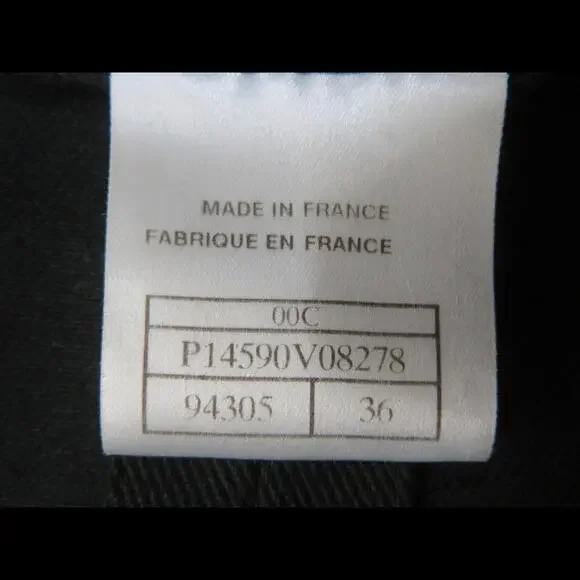 MADE IN FRANCE
FABRIQUE EN FRANCE
00C
P14590V08278
94305 36